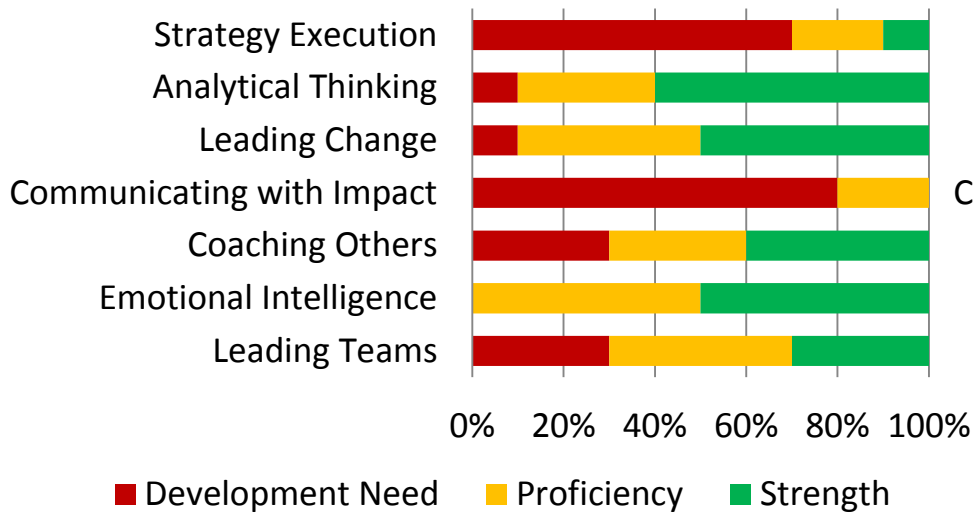 Strategy Execution
Analytical Thinking
Leading Change
Communicating with Impact C
Coaching Others
Emotional Intelligence
Leading Teams
0% 20% 40% 60% 80% 100%
Development Need Proficiency Strength